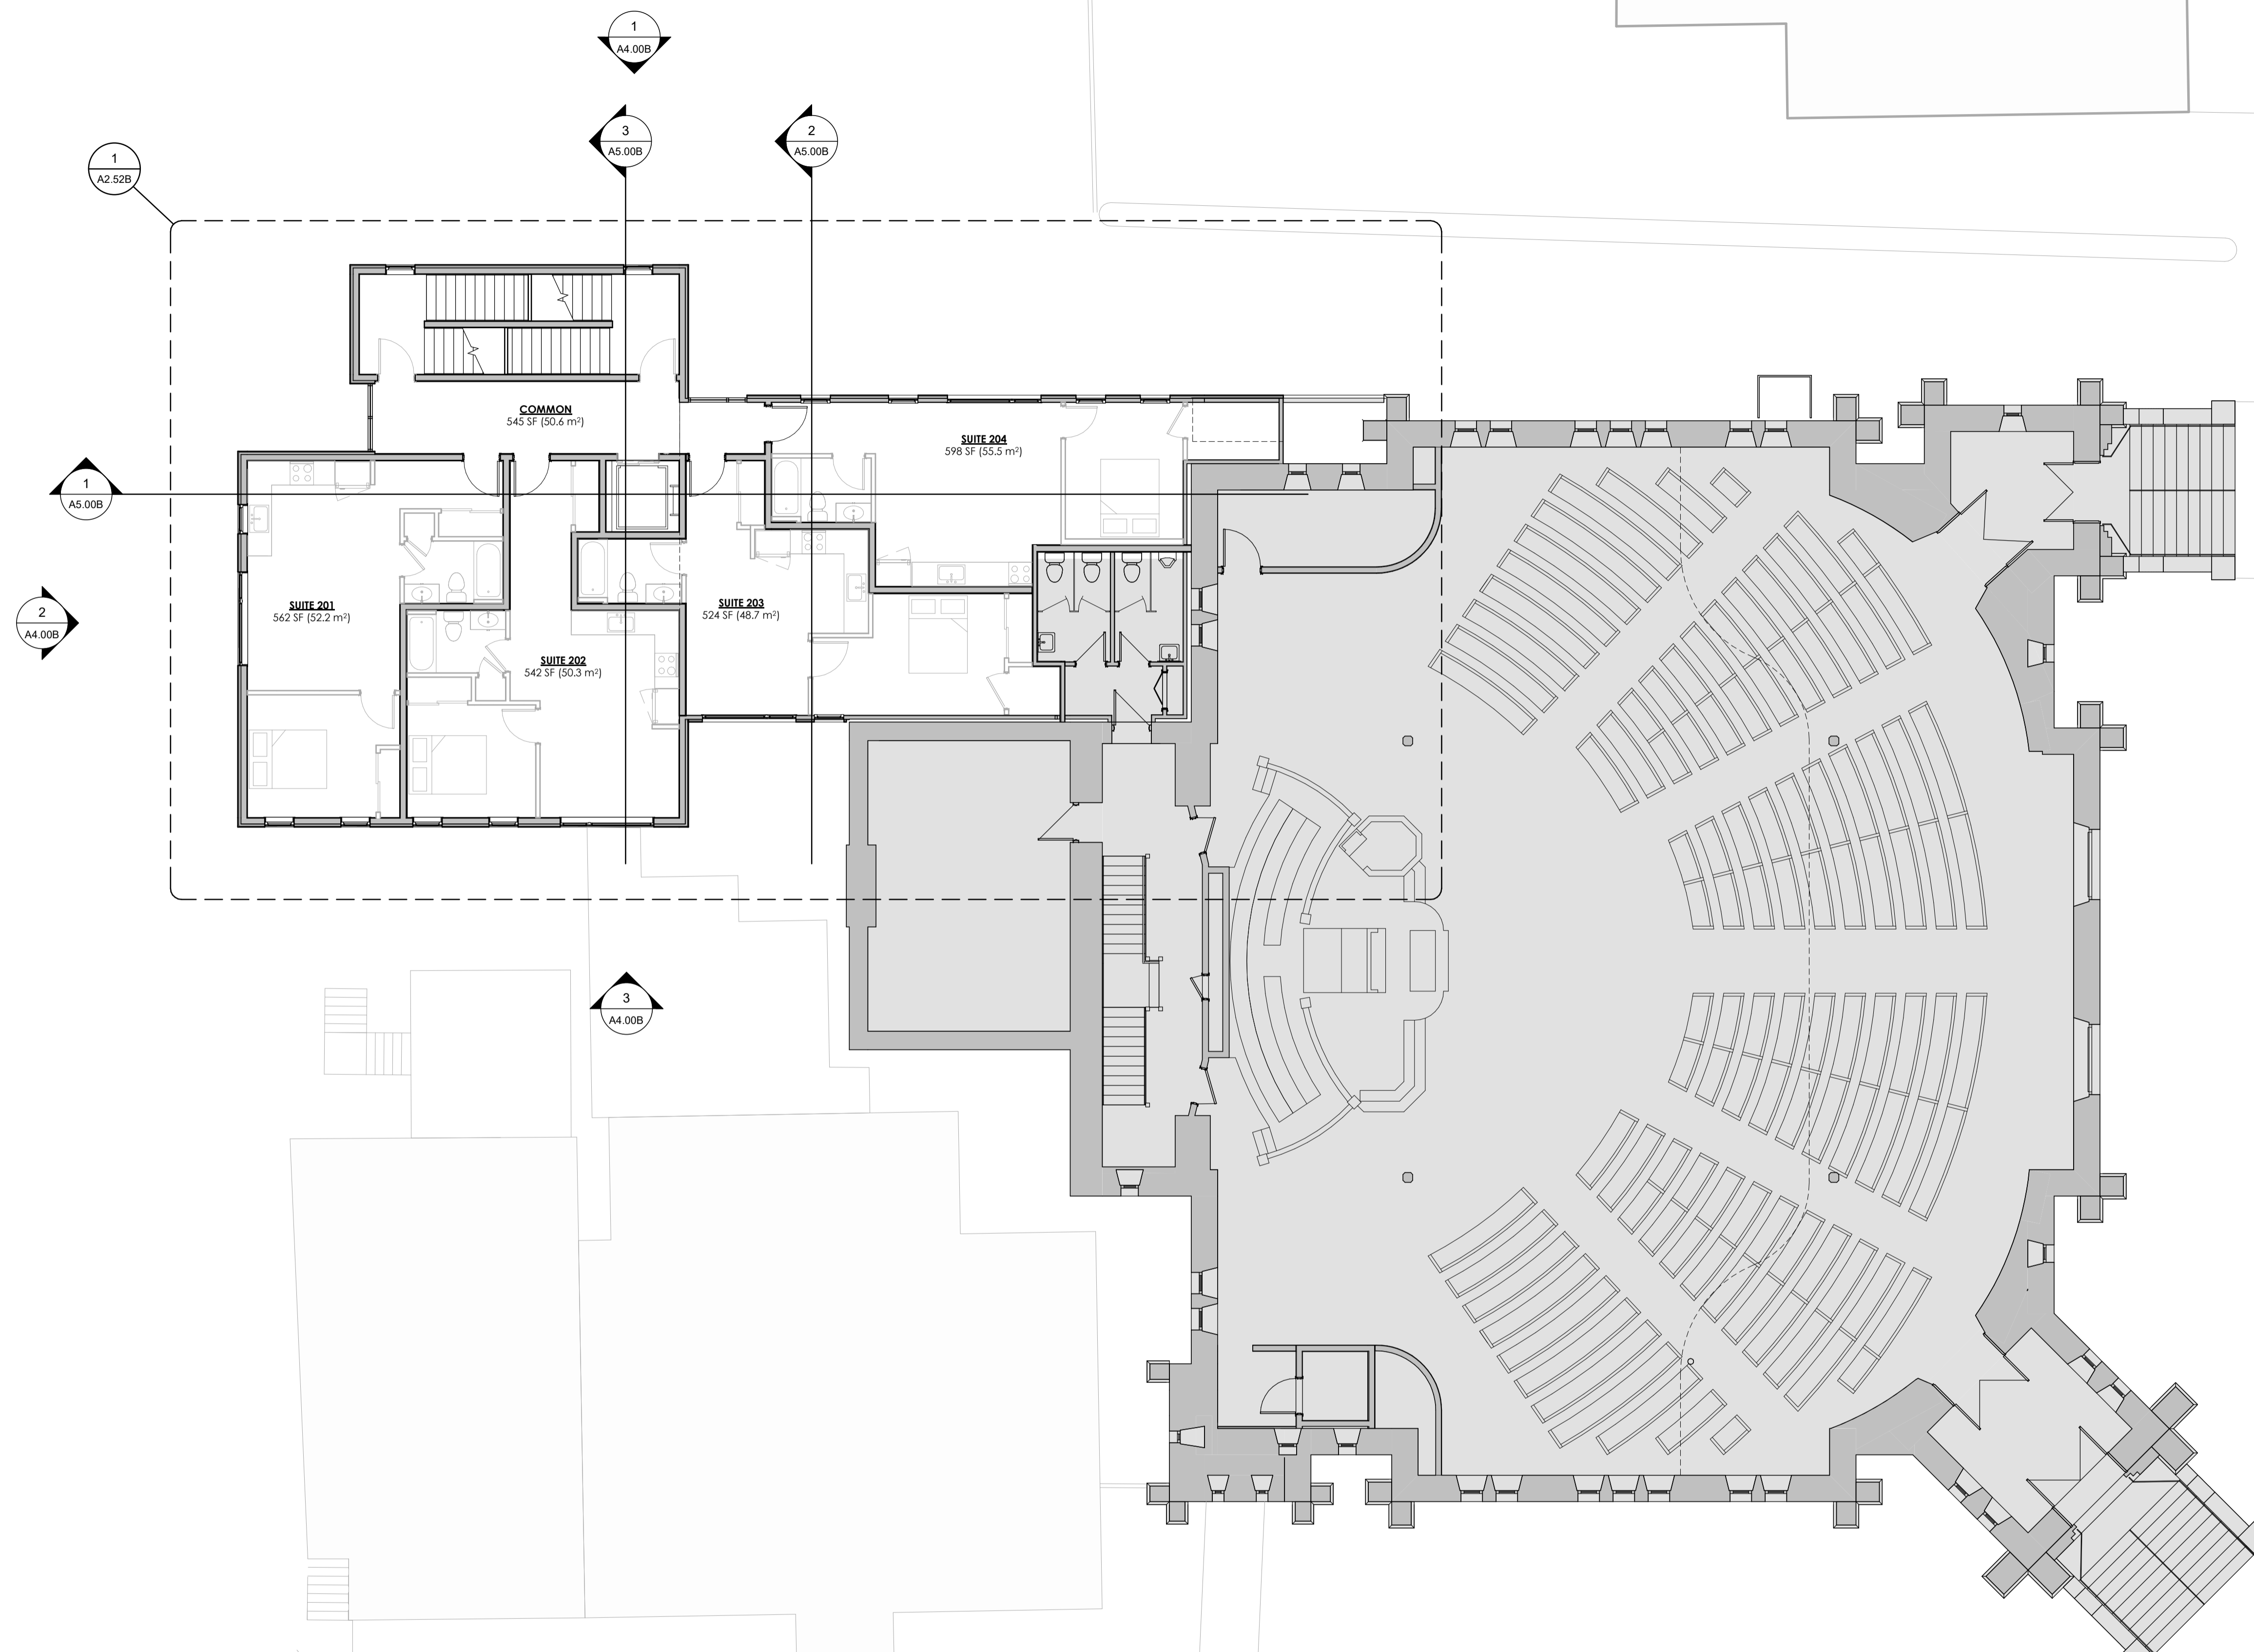 1
A4.00B
3
A5.00B
2
A5.00B
1
A2.52B
COMMON
545 SF (50.6 m²)
SUITE 204
598 SF (55.5 m²)
1
A5.00B
SUITE 201
562 SF (52.2 m²)
SUITE 203
524 SF (48.7 m²)
2
A4.00B
SUITE 202
542 SF (50.3 m²)
3
A4.00B